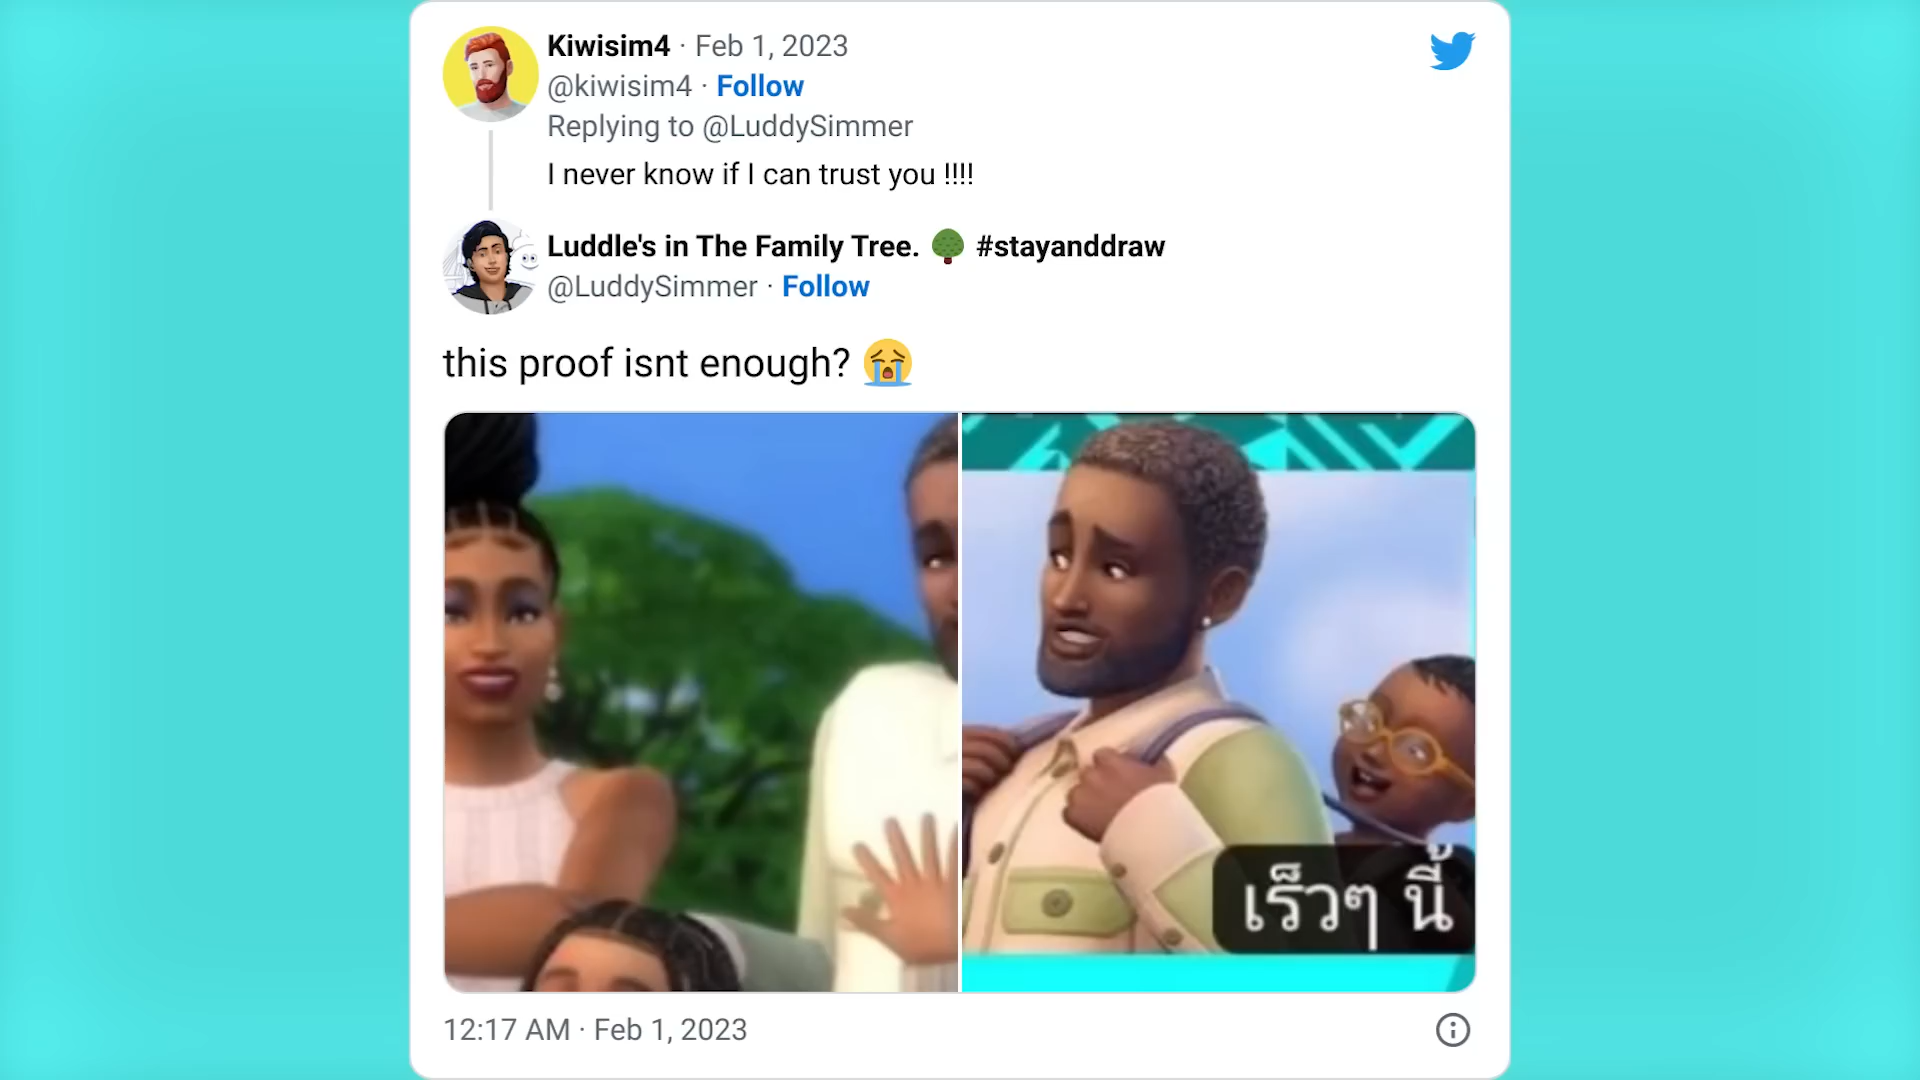 Kiwisim4 · Feb 1, 2023
@kiwisim4 · Follow
Replying to @LuddySimmer
I never know if I can trust you !!!!
Luddle's in The Family Tree. 🌳 #stayanddraw
@LuddySimmer · Follow
this proof isnt enough? 😭
เร็วๆ นี้
12:17 AM · Feb 1, 2023